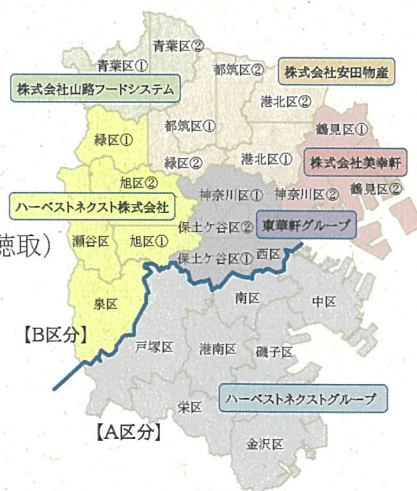 青葉区②
青葉区①
都筑区②
株式会社安田物産
株式会社山路フードシステム
港北区②
緑区①
都筑区①
鶴見区①
旭区②
緑区②
港北区①
株式会社美幸軒
神奈川区①
神奈川区②
鶴見区②
ハーベストネクスト株式会社
瀬谷区
旭区①
保土ケ谷区②
東華軒グループ
徳取）
保土ケ谷区①
西区
泉区
南区
中区
【B区分】
戸塚区
港南区
磯子区
栄区
ハーベストネクストグループ
【A区分】
金沢区